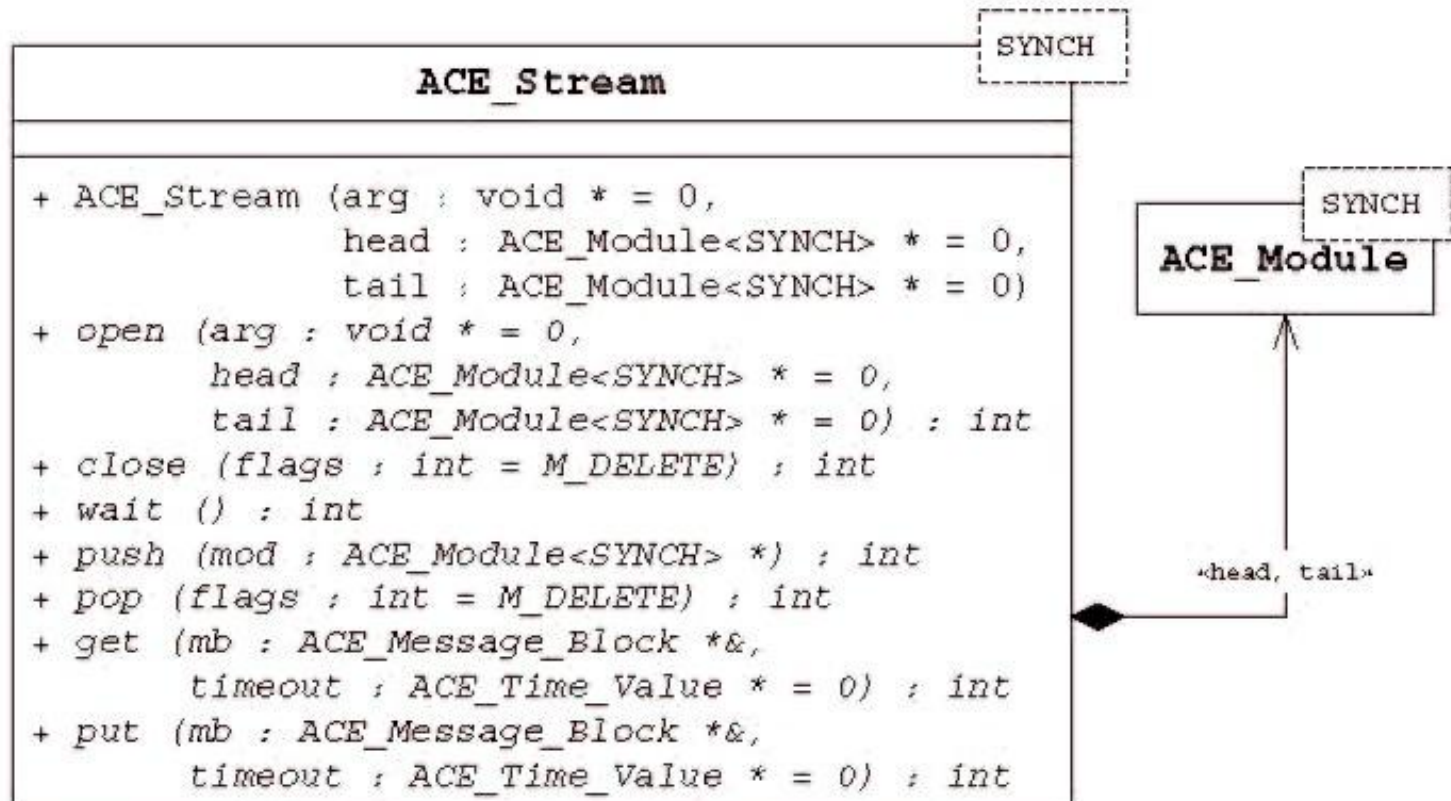 SYNCH
ACE_Stream
+ ACE_Stream (arg : void * = 0,
head : ACE_Module<SYNCH> * = 0,
tail : ACE_Module<SYNCH> * = 0)
+ open (arg : void * = 0,
head : ACE_Module<SYNCH> * = 0,
tail : ACE_Module<SYNCH> * = 0) : int
+ close (flags : int = M_DELETE) : int
+ wait () : int
+ push (mod : ACE_Module<SYNCH> *) : int
+ pop (flags : int = M_DELETE) : int
+ get (mb : ACE_Message_Block *&,
timeout : ACE_Time_Value * = 0) : int
+ put (mb : ACE_Message_Block *&,
timeout : ACE_Time_Value * = 0) : int
SYNCH
ACE_Module
«head, tail»